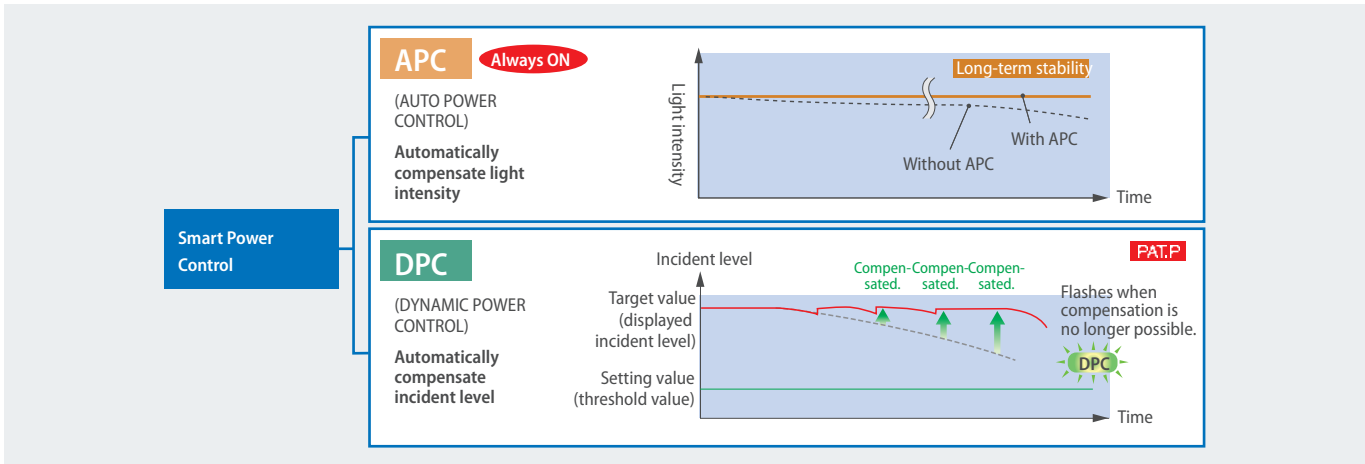 Smart Power
Control
APC
Always ON
(AUTO POWER
CONTROL)
Automatically
compensate light
intensity
Light intensity
Long-term stability
With APC
Without APC
Time
DPC
(DYNAMIC POWER
CONTROL)
Automatically
compensate
incident level
PAT.P
Incident level
Target value
(displayed
incident level)
Setting value
(threshold value)
Compen-
sated.
Compen-
sated.
Compen-
sated.
Flashes when
compensation is
no longer possible.
DPC
Time